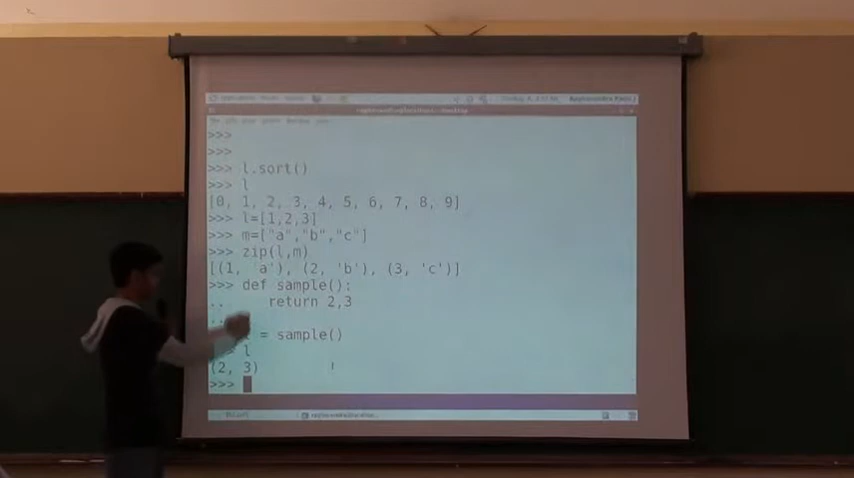 >>>
>>>
>>> l.sort()
>>> l
[0, 1, 2, 3, 4, 5, 6, 7, 8, 9]
>>> l=[1,2,3]
>>> m=["a","b","c"]
>>> zip(l,m)
[(1, 'a'), (2, 'b'), (3, 'c')]
>>> def sample():
.. return 2,3
..
= sample()
> l
(2, 3)
>>>